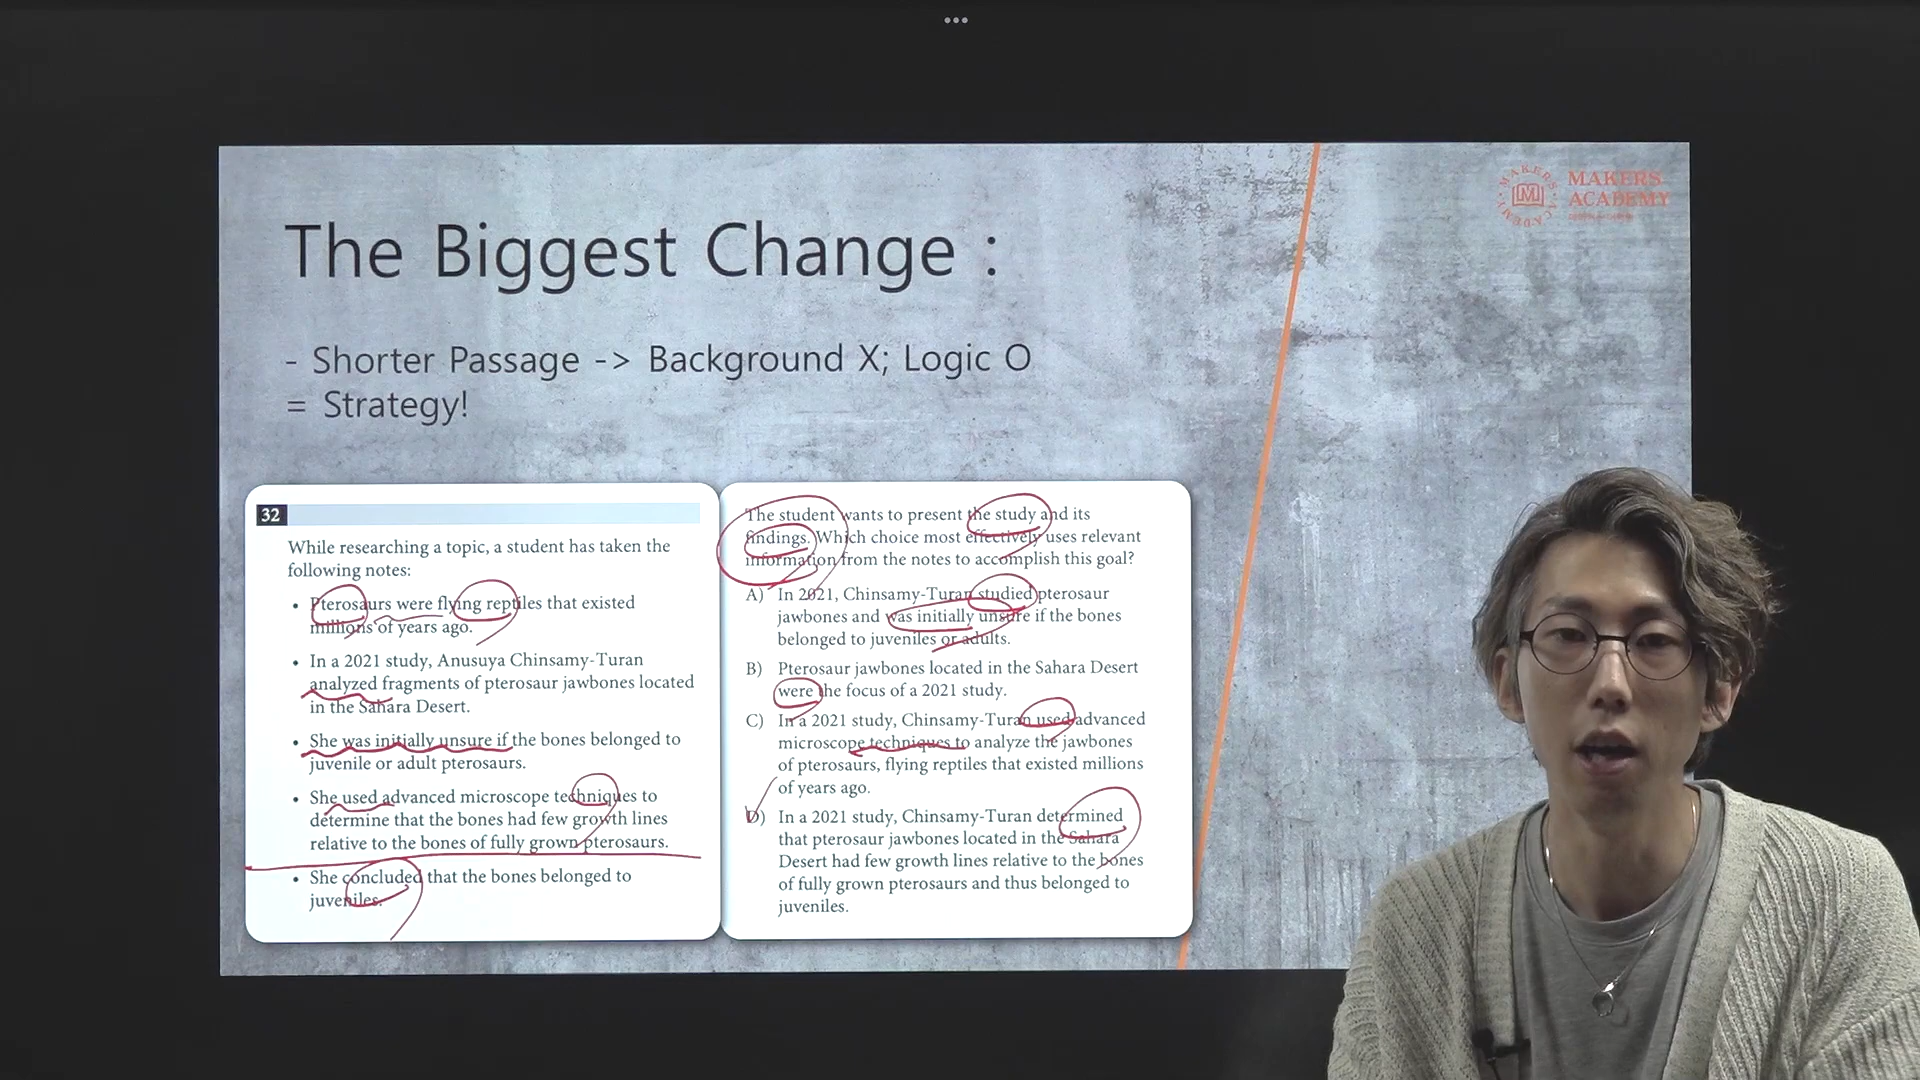 MAKERS
ACADEMY
MAKERS ACADEMY
M
The Biggest Change :
- Shorter Passage -> Background X; Logic O
= Strategy!
32
While researching a topic, a student has taken the
following notes:
• Pterosaurs were flying reptiles that existed
millions of years ago.
• In a 2021 study, Anusuya Chinsamy-Turan
analyzed fragments of pterosaur jawbones located
in the Sahara Desert.
• She was initially unsure if the bones belonged to
juvenile or adult pterosaurs.
• She used advanced microscope techniques to
determine that the bones had few growth lines
relative to the bones of fully grown pterosaurs.
• She concluded that the bones belonged to
juveniles.
The student wants to present the study and its
findings. Which choice most effectively uses relevant
information from the notes to accomplish this goal?
A) In 2021, Chinsamy-Turan studied pterosaur
jawbones and was initially unsure if the bones
belonged to juveniles or adults.
B) Pterosaur jawbones located in the Sahara Desert
were the focus of a 2021 study.
C) In a 2021 study, Chinsamy-Turan used advanced
microscope techniques to analyze the jawbones
of pterosaurs, flying reptiles that existed millions
of years ago.
D) In a 2021 study, Chinsamy-Turan determined
that pterosaur jawbones located in the Sahara
Desert had few growth lines relative to the bones
of fully grown pterosaurs and thus belonged to
juveniles.